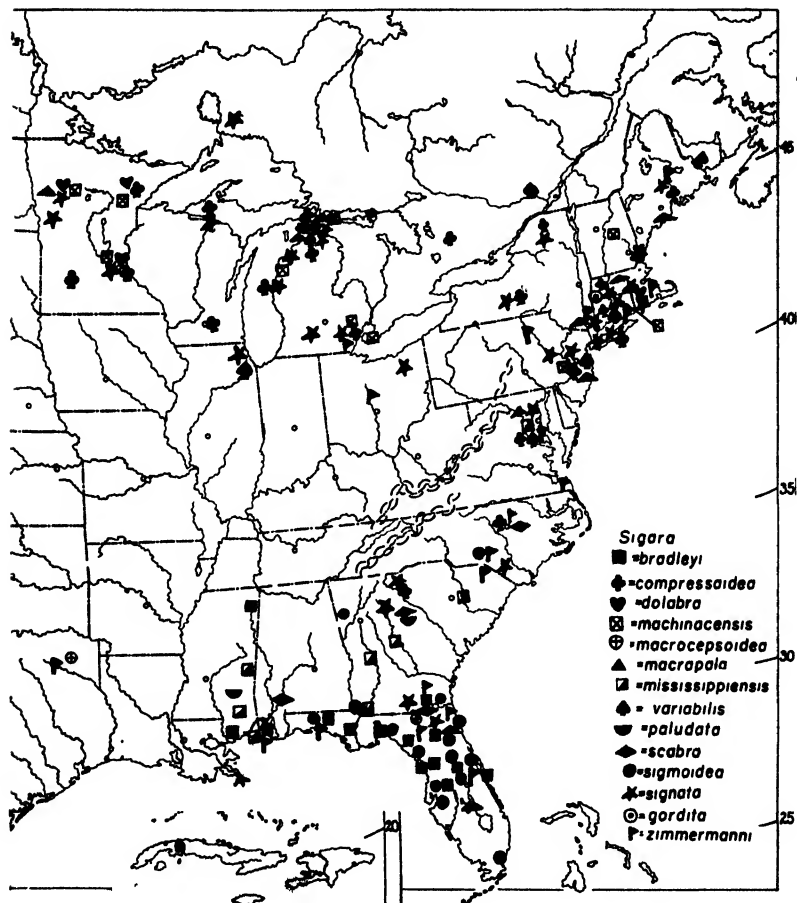 45
40
35
30
25
20
Sigara
■ =bradleyi
♣ =compressaidea
♥ =dolabra
⊠ =machinacensis
⊕ =macrocepsoidea
▲ =macrapala
◪ =mississippiensis
♠ = variabilis
◡ =paludata
◆ =scabra
● =sigmoidea
★ =signata
⊙ = gordita
⚑ = zimmermanni